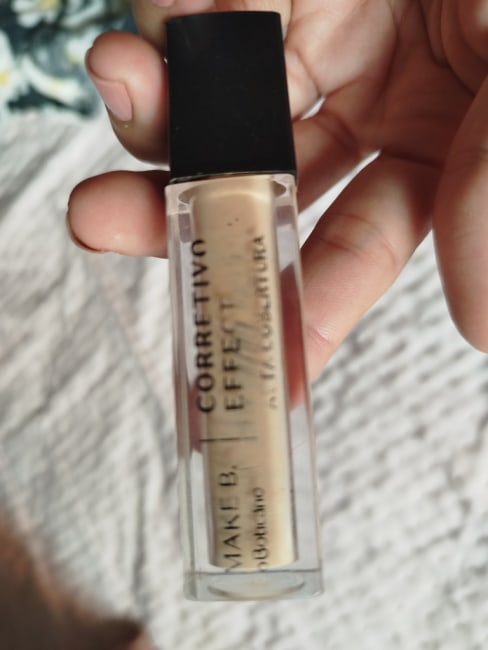 MAKE B. | CORRETIVO
EFFECT
ALTA COBERTURA
oBoticário